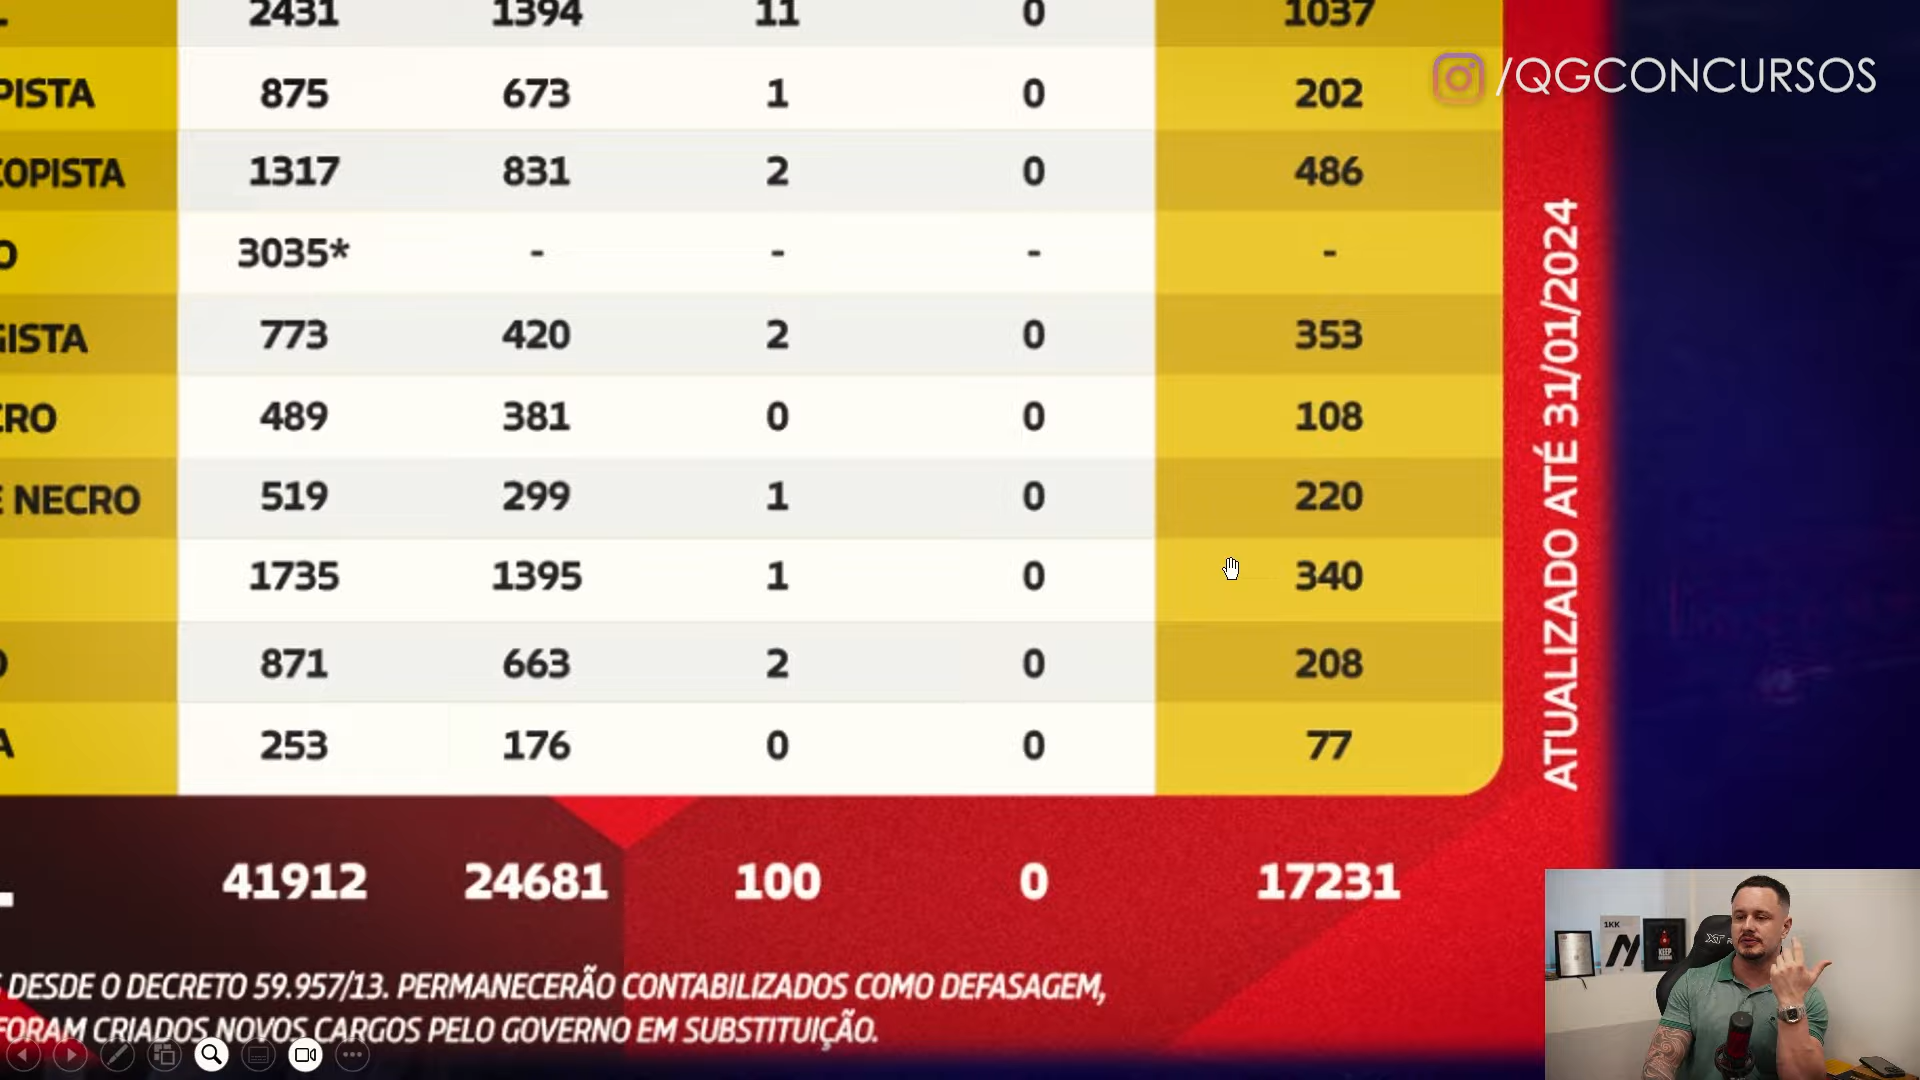 2431 1394 11 0 1037
PISTA 875 673 1 0 202
COPISTA 1317 831 2 0 486
O 3035* - - - -
GISTA 773 420 2 0 353
CRO 489 381 0 0 108
E NECRO 519 299 1 0 220
1735 1395 1 0 340
O 871 663 2 0 208
A 253 176 0 0 77
41912 24681 100 0 17231
DESDE O DECRETO 59.957/13. PERMANECERÃO CONTABILIZADOS COMO DEFASAGEM,
FORAM CRIADOS NOVOS CARGOS PELO GOVERNO EM SUBSTITUIÇÃO.
/QGCONCURSOS
ATUALIZADO ATÉ 31/01/2024
1KK
KEEP
XT